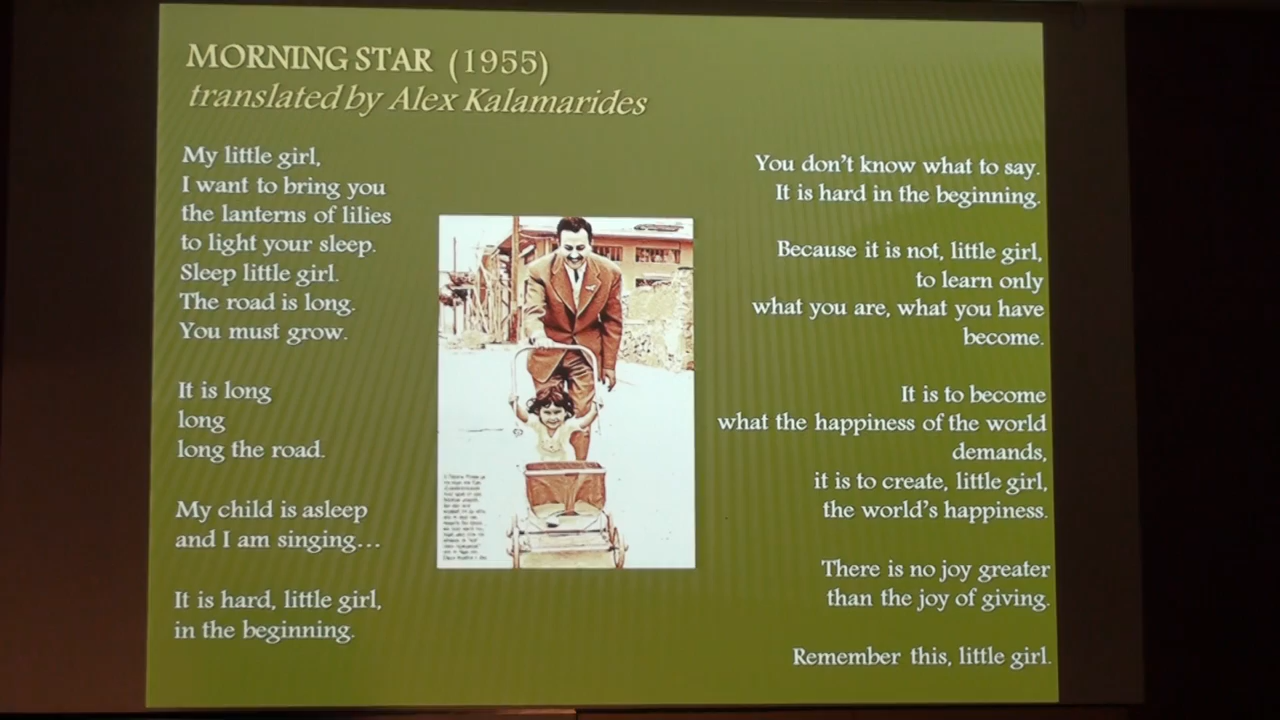 MORNING STAR (1955)
translated by Alex Kalamarides
My little girl,
I want to bring you
the lanterns of lilies
to light your sleep.
Sleep little girl.
The road is long.
You must grow.
It is long
long
long the road.
My child is asleep
and I am singing…
It is hard, little girl,
in the beginning.
You don't know what to say.
It is hard in the beginning.
Because it is not, little girl,
to learn only
what you are, what you have
become.
It is to become
what the happiness of the world
demands,
it is to create, little girl,
the world's happiness.
There is no joy greater
than the joy of giving.
Remember this, little girl.